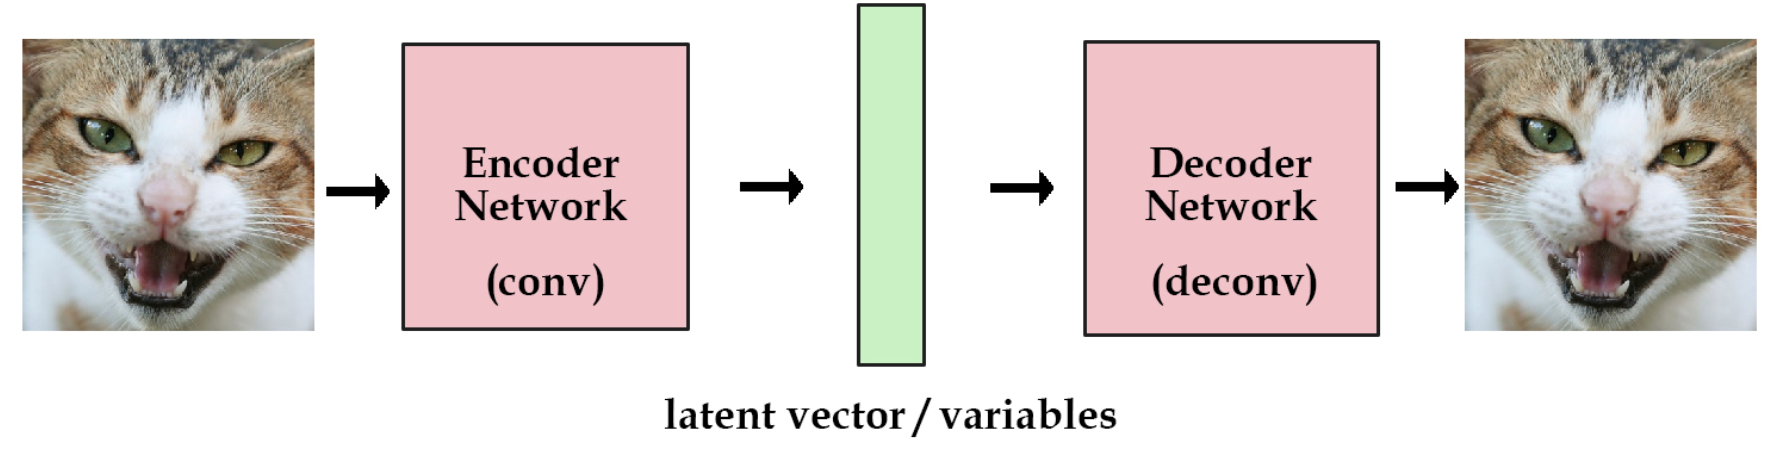 Encoder
Network
(conv)
Decoder
Network
(deconv)
latent vector / variables